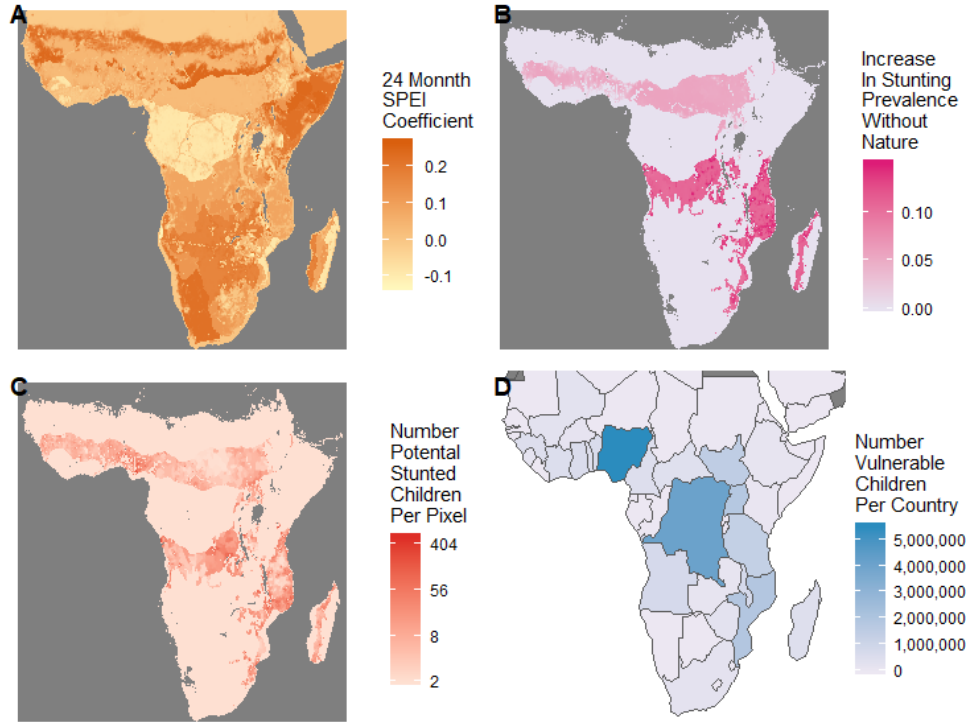 A
24 Monnth
SPEI
Coefficient
0.2
0.1
0.0
-0.1
B
Increase
In Stunting
Prevalence
Without
Nature
0.10
0.05
0.00
C
Number
Potental
Stunted
Children
Per Pixel
404
56
8
2
D
Number
Vulnerable
Children
Per Country
5,000,000
4,000,000
3,000,000
2,000,000
1,000,000
0